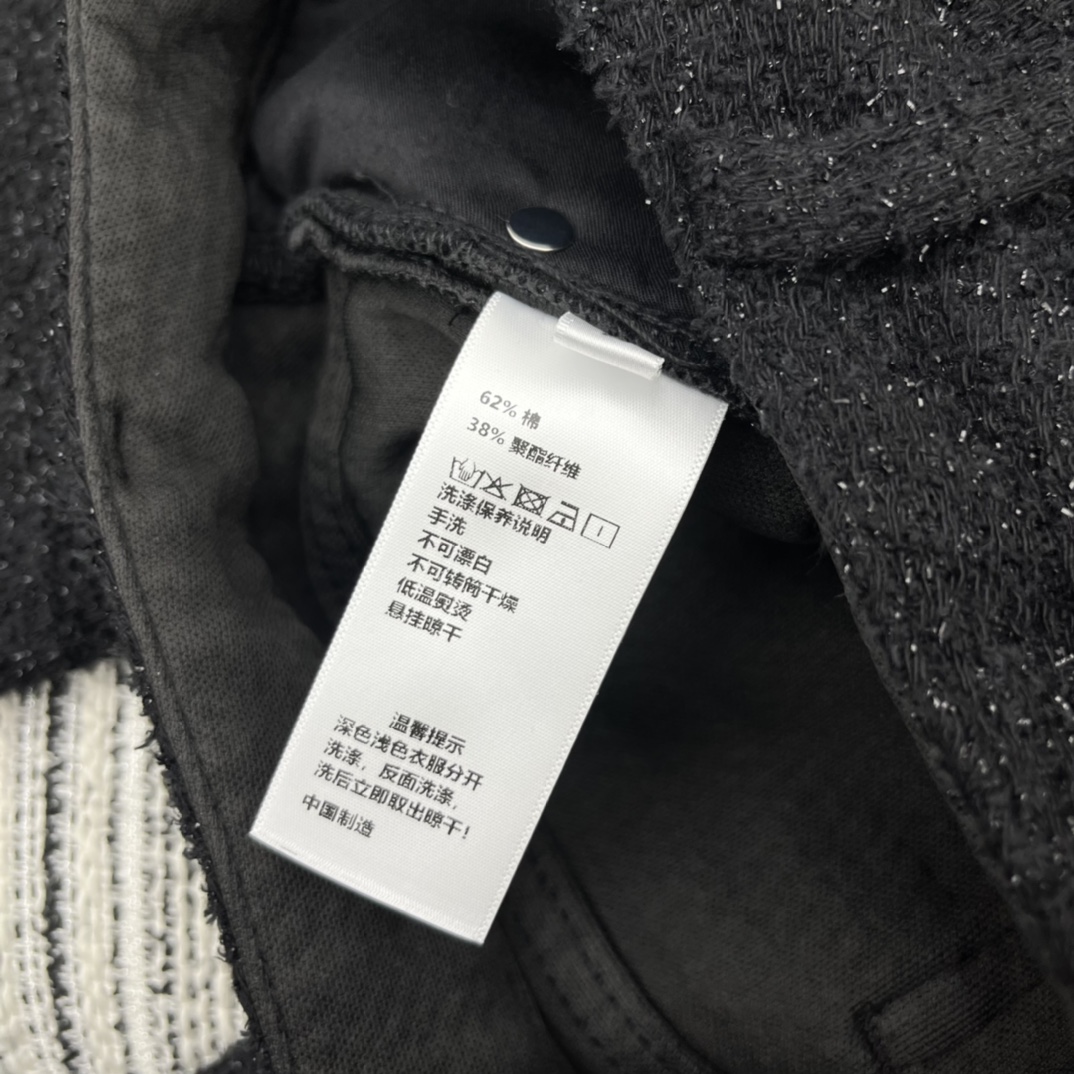 62% 棉
38% 聚酯纤维
洗涤保养说明
手洗
不可漂白
不可转筒干燥
低温熨烫
悬挂晾干
温馨提示
深色浅色衣服分开
洗涤，反面洗涤，
洗后立即取出晾干！
中国制造